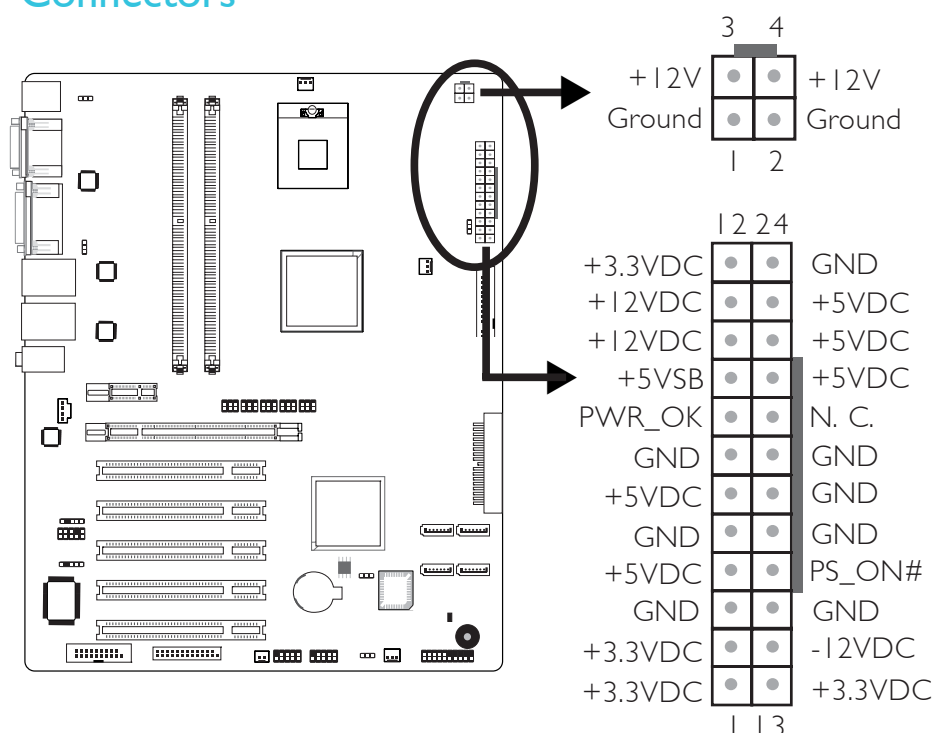 Connectors
3 4
+12V +12V
Ground Ground
1 2
12 24
+3.3VDC GND
+12VDC +5VDC
+12VDC +5VDC
+5VSB +5VDC
PWR_OK N. C.
GND GND
+5VDC GND
GND GND
+5VDC PS_ON#
GND GND
+3.3VDC -12VDC
+3.3VDC +3.3VDC
1 13